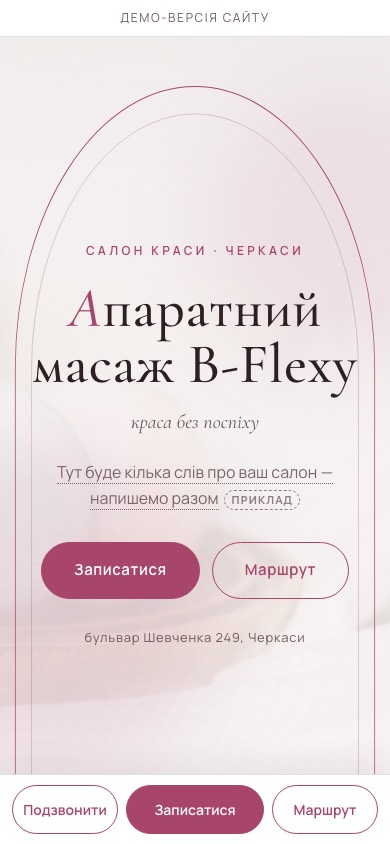 ДЕМО-ВЕРСІЯ САЙТУ
САЛОН КРАСИ · ЧЕРКАСИ
Апаратний
масаж B-Flexy
краса без поспіху
Тут буде кілька слів про ваш салон —
напишемо разом ПРИКЛАД
Записатися Маршрут
бульвар Шевченка 249, Черкаси
Подзвонити Записатися Маршрут